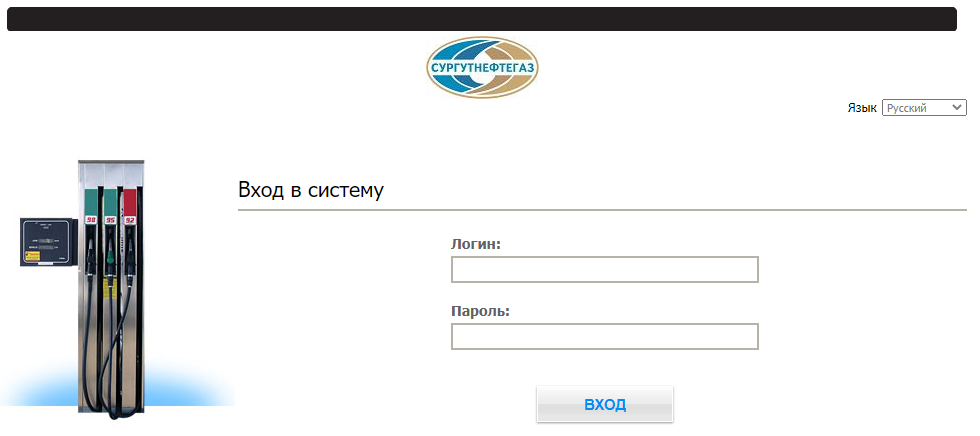 СУРГУТНЕФТЕГАЗ
Язык Русский
Вход в систему
98 95 92
Логин:
Пароль:
ВХОД